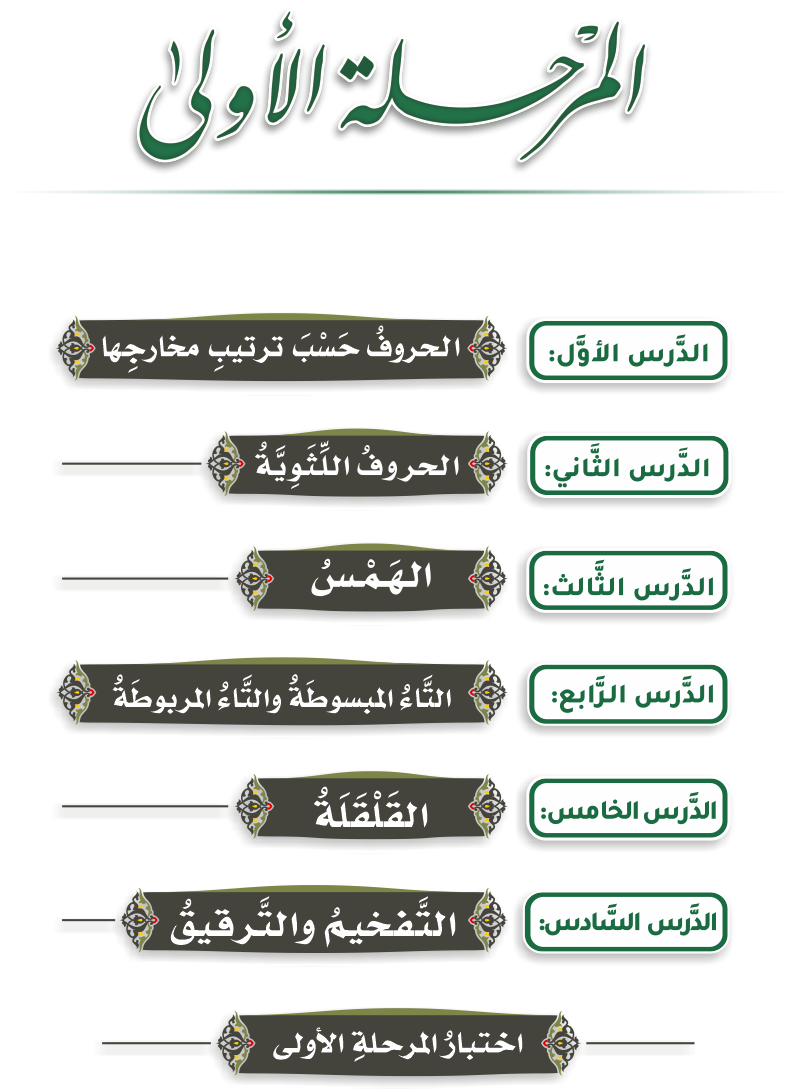 المرْحلة الأولىٰ
الدَّرس الأوَّل: الحروفُ حَسْبَ ترتيبِ مخارجِها
الدَّرس الثَّاني: الحروفُ اللِّثَوِيَّةُ
الدَّرس الثَّالث: الهَمْسُ
الدَّرس الرَّابع: التَّاءُ المبسوطَةُ والتَّاءُ المربوطَةُ
الدَّرس الخامس: القَلْقَلَةُ
الدَّرس السَّادس: التَّفخيمُ والتَّرقيقُ
اختبارُ المرحلةِ الأولى